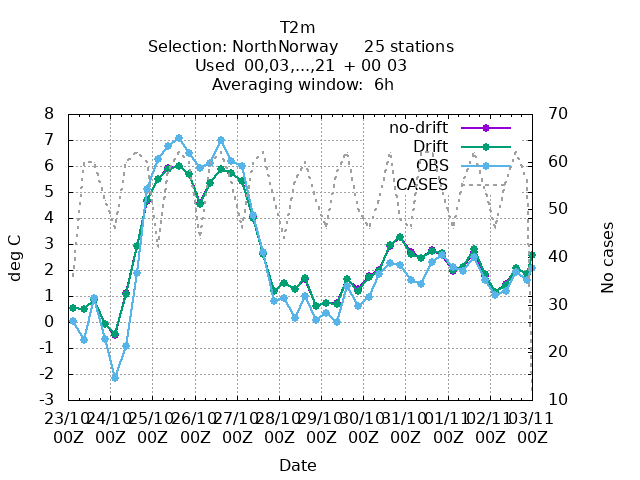 T2m
Selection: NorthNorway 25 stations
Used 00,03,...,21 + 00 03
Averaging window: 6h
no-drift
Drift
OBS
CASES
deg C
8
7
6
5
4
3
2
1
0
-1
-2
-3
No cases
70
60
50
40
30
20
10
23/10 24/10 25/10 26/10 27/10 28/10 29/10 30/10 31/10 01/11 02/11 03/11
00Z 00Z 00Z 00Z 00Z 00Z 00Z 00Z 00Z 00Z 00Z 00Z
Date